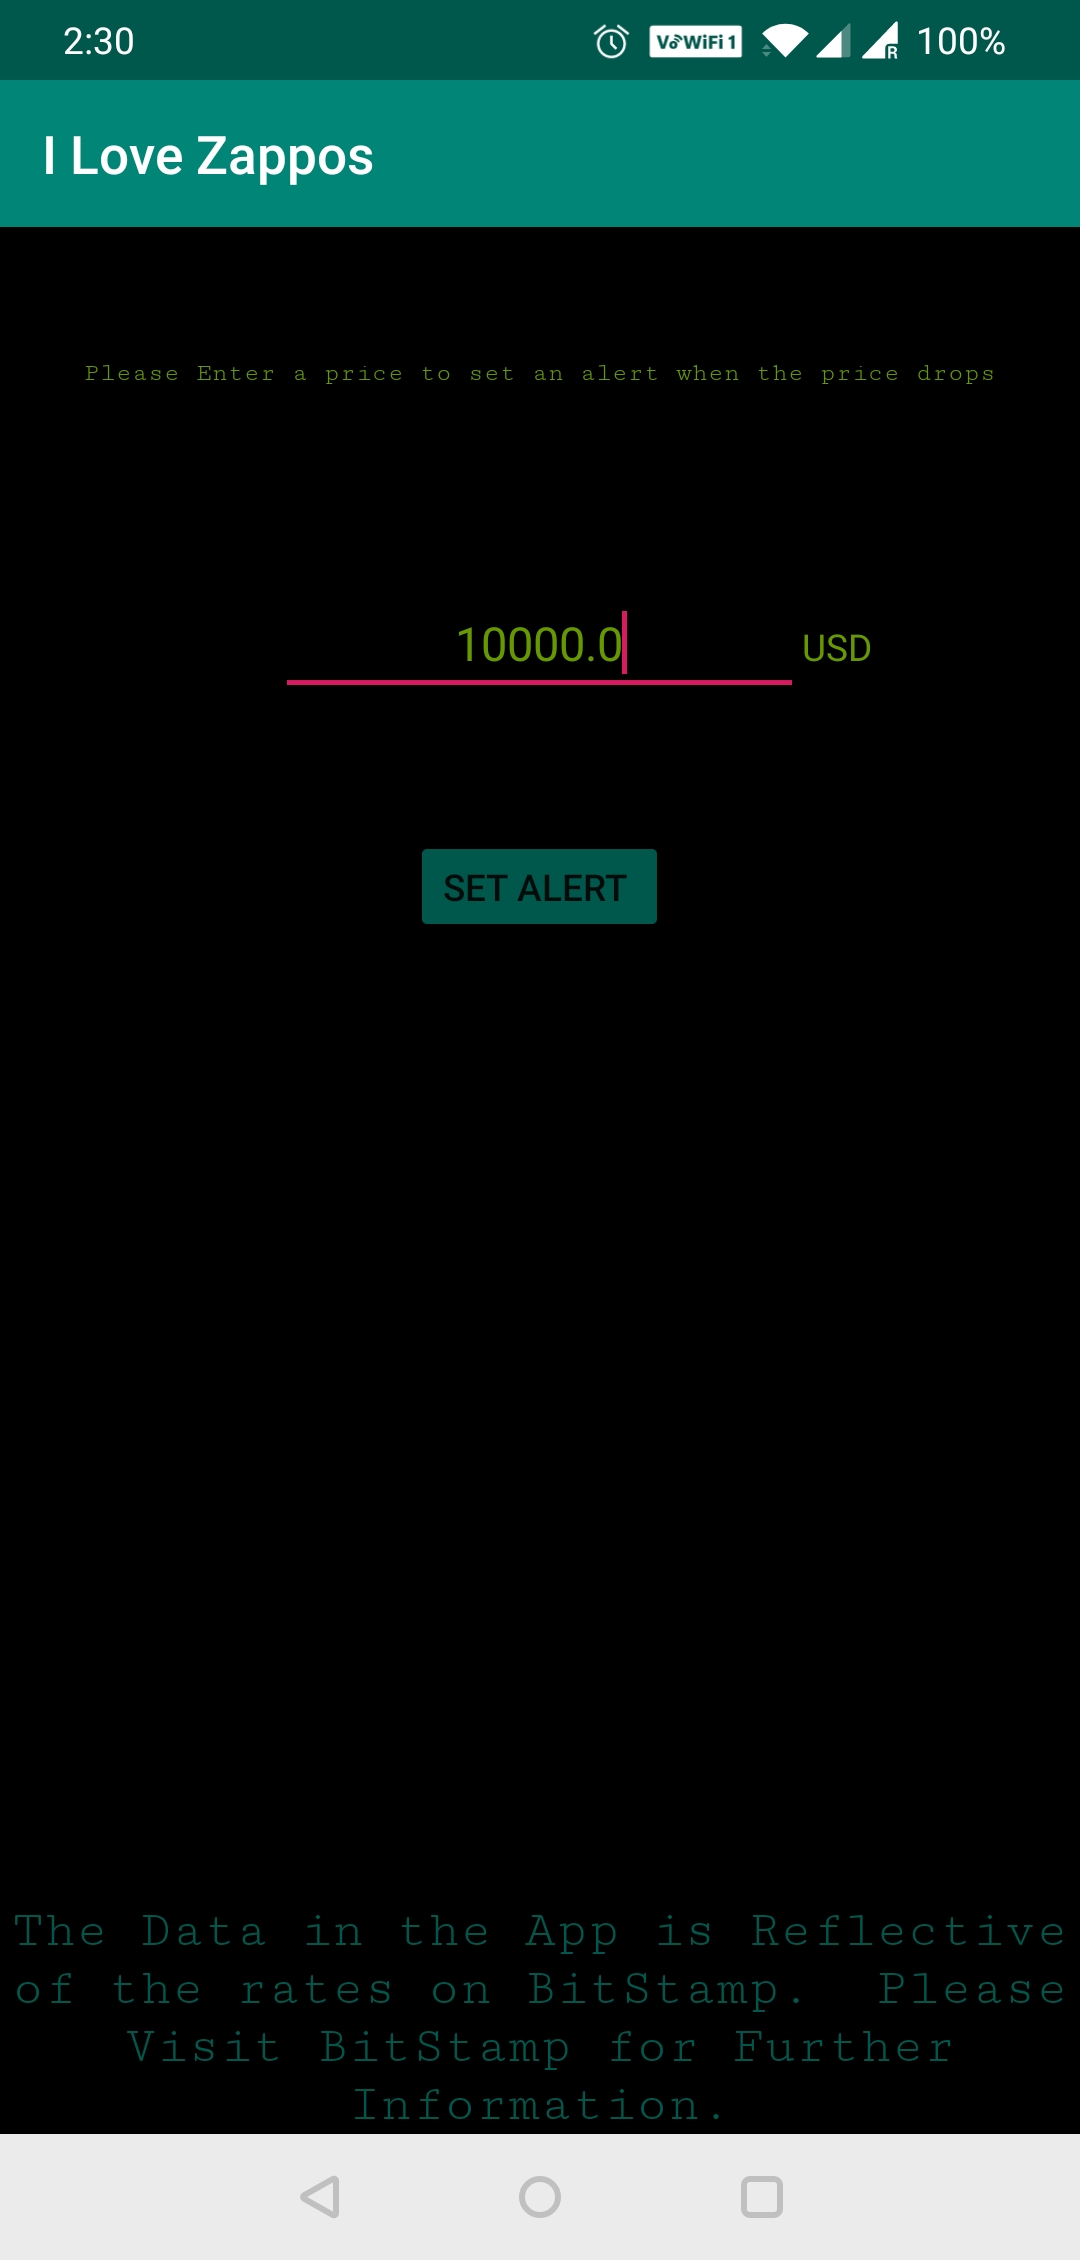 2:30 VoWiFi 1 R 100%
I Love Zappos
Please Enter a price to set an alert when the price drops
10000.0 USD
SET ALERT
The Data in the App is Reflective
of the rates on BitStamp.  Please
Visit BitStamp for Further
Information.